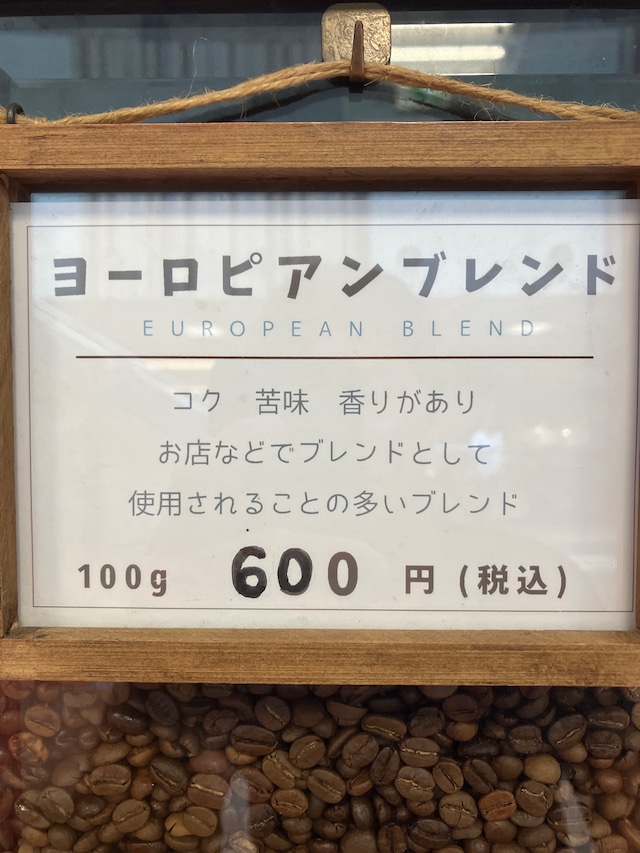 ヨーロピアンブレンド
EUROPEAN BLEND
コク　苦味　香りがあり
お店などでブレンドとして
使用されることの多いブレンド
100g 600 円 (税込)